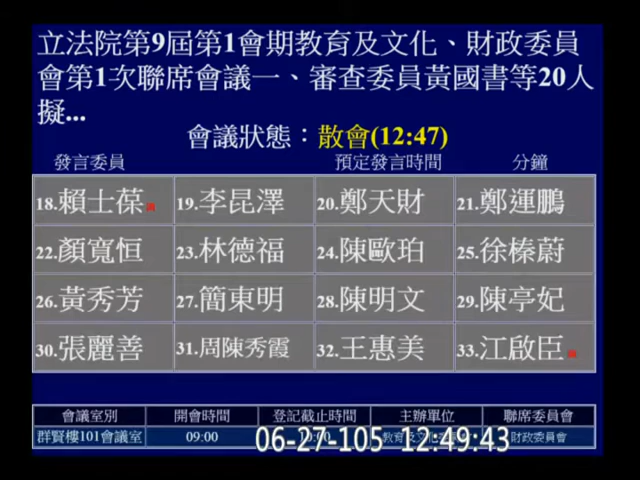 立法院第9屆第1會期教育及文化、財政委員
會第1次聯席會議一、審查委員黃國書等20人
擬...
會議狀態：散會(12:47)
發言委員 預定發言時間 分鐘
18.賴士葆 19.李昆澤 20.鄭天財 21.鄭運鵬
22.顏寬恒 23.林德福 24.陳歐珀 25.徐榛蔚
26.黃秀芳 27.簡東明 28.陳明文 29.陳亭妃
30.張麗善 31.周陳秀霞 32.王惠美 33.江啟臣
會議室別 開會時間 登記截止時間 主辦單位 聯席委員會
群賢樓101會議室 09:00 財政委員會
06-27-105 12:49:43